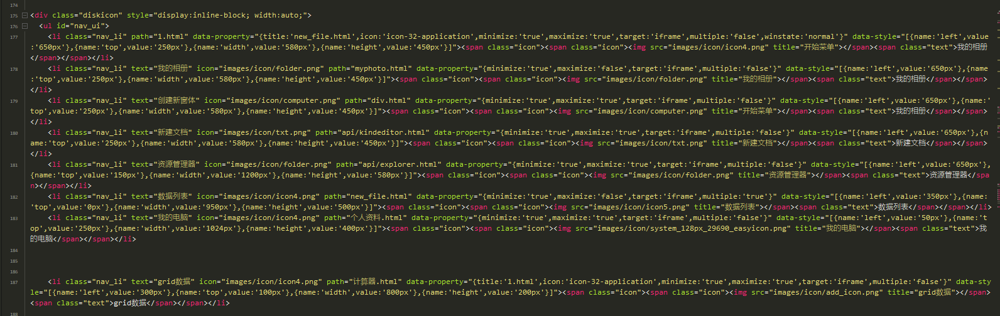 174
175 <div class="diskicon" style="display:inline-block; width:auto;">
176 <ul id="nav_ui">
177 <li class="nav_li" path="1.html" data-property="{title:'new_file.html',icon:'icon-32-application',minimize:'true',maximize:'true',target:'iframe',multiple:'false',winstate:'normal'}" data-style="[{name:'left',value
:'650px'},{name:'top',value:'250px'},{name:'width',value:'580px'},{name:'height',value:'450px'}]"><span class="icon"><span class="icon"><img src="images/icon/icon4.png" title="开始菜单"></span><span class="text">我的相册
</span></span></li>
178 <li class="nav_li" text="我的相册" icon="images/icon/folder.png" path="myphoto.html" data-property="{minimize:'true',maximize:'false',target:'iframe',multiple:'false'}" data-style="[{name:'left',value:'650px'},{name
:'top',value:'250px'},{name:'width',value:'580px'},{name:'height',value:'450px'}]"><span class="icon"><span class="icon"><img src="images/icon/folder.png" title="我的相册"></span><span class="text">我的相册</span></span>
</li>
179 <li class="nav_li" text="创建新窗体" icon="images/icon/computer.png" path="div.html" data-property="{minimize:'true',maximize:'true',target:'iframe',multiple:'false'}" data-style="[{name:'left',value:'650px'},{name:'
top',value:'250px'},{name:'width',value:'580px'},{name:'height',value:'450px'}]"><span class="icon"><span class="icon"><img src="images/icon/computer.png" title="开始菜单"></span><span class="text">我的相册</span></span>
</li>
180 <li class="nav_li" text="新建文档" icon="images/icon/txt.png" path="api/kindeditor.html" data-property="{minimize:'true',maximize:'true',target:'iframe',multiple:'false'}" data-style="[{name:'left',value:'650px'},{n
ame:'top',value:'250px'},{name:'width',value:'580px'},{name:'height',value:'450px'}]"><span class="icon"><span class="icon"><img src="images/icon/txt.png" title="新建文档"></span><span class="text">新建文档</span></span>
</li>
181 <li class="nav_li" text="资源管理器" icon="images/icon/folder.png" path="api/explorer.html" data-property="{minimize:'true',maximize:'true',target:'iframe',multiple:'false'}" data-style="[{name:'left',value:'650px'},
{name:'top',value:'150px'},{name:'width',value:'1200px'},{name:'height',value:'580px'}]"><span class="icon"><span class="icon"><img src="images/icon/folder.png" title="资源管理器"></span><span class="text">资源管理器</spa
n></span></li>
182 <li class="nav_li" text="数据列表" icon="images/icon/icon4.png" path="new_file.html" data-property="{minimize:'true',maximize:'false',target:'iframe',multiple:'true'}" data-style="[{name:'left',value:'350px'},{name:
'top',value:'0px'},{name:'width',value:'950px'},{name:'height',value:'500px'}]"><span class="icon"><span class="icon"><img src="images/icon/icon5.png" title="数据列表"></span><span class="text">数据列表</span></span></li>
183 <li class="nav_li" text="我的电脑" icon="images/icon/icon4.png" path="个人资料.html" data-property="{minimize:'true',maximize:'true',target:'iframe',multiple:'false'}" data-style="[{name:'left',value:'50px'},{name:'t
op',value:'250px'},{name:'width',value:'1024px'},{name:'height',value:'400px'}]"><span class="icon"><span class="icon"><img src="images/icon/system_128px_29690_easyicon.png" title="我的电脑"></span><span class="text">我
的电脑</span></span></li>
184
185
186
187 <li class="nav_li" text="grid数据" icon="images/icon/icon4.png" path="计算器.html" data-property="{title:'1.html',icon:'icon-32-application',minimize:'true',maximize:'true',target:'iframe',multiple:'false'}" data-sty
le="[{name:'left',value:'300px'},{name:'top',value:'100px'},{name:'width',value:'800px'},{name:'height',value:'200px'}]"><span class="icon"><span class="icon"><img src="images/icon/add_icon.png" title="grid数据"></span>
<span class="text">grid数据</span></span></li>
188